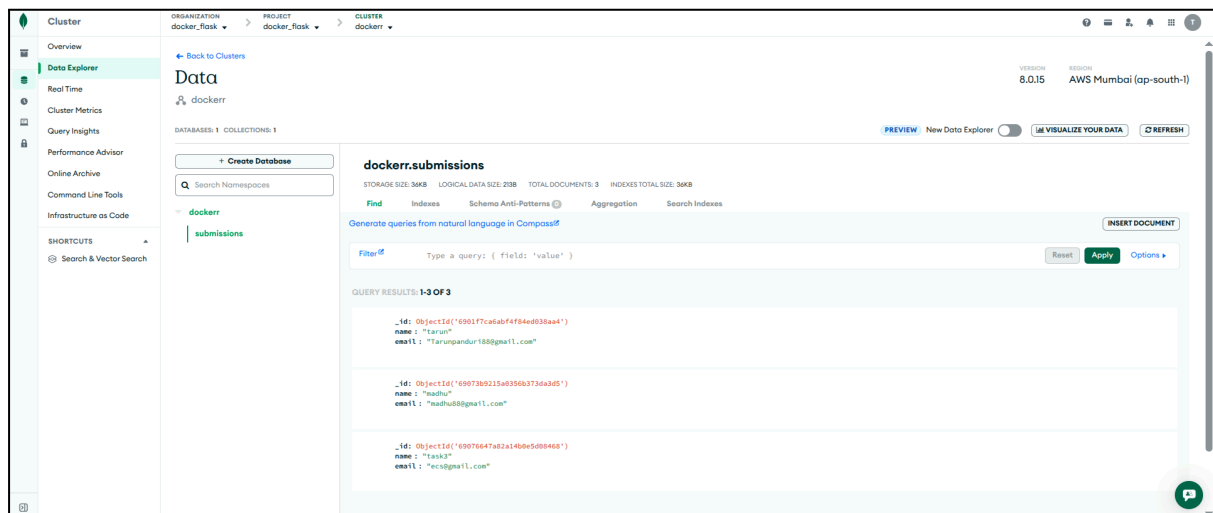 Cluster
ORGANIZATION
docker_flask
PROJECT
docker_flask
CLUSTER
dockerr
T
Overview
Data Explorer
Real Time
Cluster Metrics
Query Insights
Performance Advisor
Online Archive
Command Line Tools
Infrastructure as Code
SHORTCUTS
Search & Vector Search
Back to Clusters
Data
dockerr
VERSION
8.0.15
REGION
AWS Mumbai (ap-south-1)
DATABASES: 1 COLLECTIONS: 1
PREVIEW New Data Explorer
VISUALIZE YOUR DATA
REFRESH
+ Create Database
Search Namespaces
dockerr
submissions
dockerr.submissions
STORAGE SIZE: 36KB LOGICAL DATA SIZE: 213B TOTAL DOCUMENTS: 3 INDEXES TOTAL SIZE: 36KB
Find Indexes Schema Anti-Patterns 0 Aggregation Search Indexes
Generate queries from natural language in Compass
INSERT DOCUMENT
Filter
Type a query: { field: 'value' }
Reset Apply Options
QUERY RESULTS: 1-3 OF 3
_id: ObjectId('6901f7ca6abf4f84ed038aa4')
name : "tarun"
email : "Tarunpanduri88@gmail.com"
_id: ObjectId('69073b9215a0356b373da3d5')
name : "madhu"
email : "madhu88@gmail.com"
_id: ObjectId('69076647a82a14b0e5d08468')
name : "task3"
email : "ecs@gmail.com"